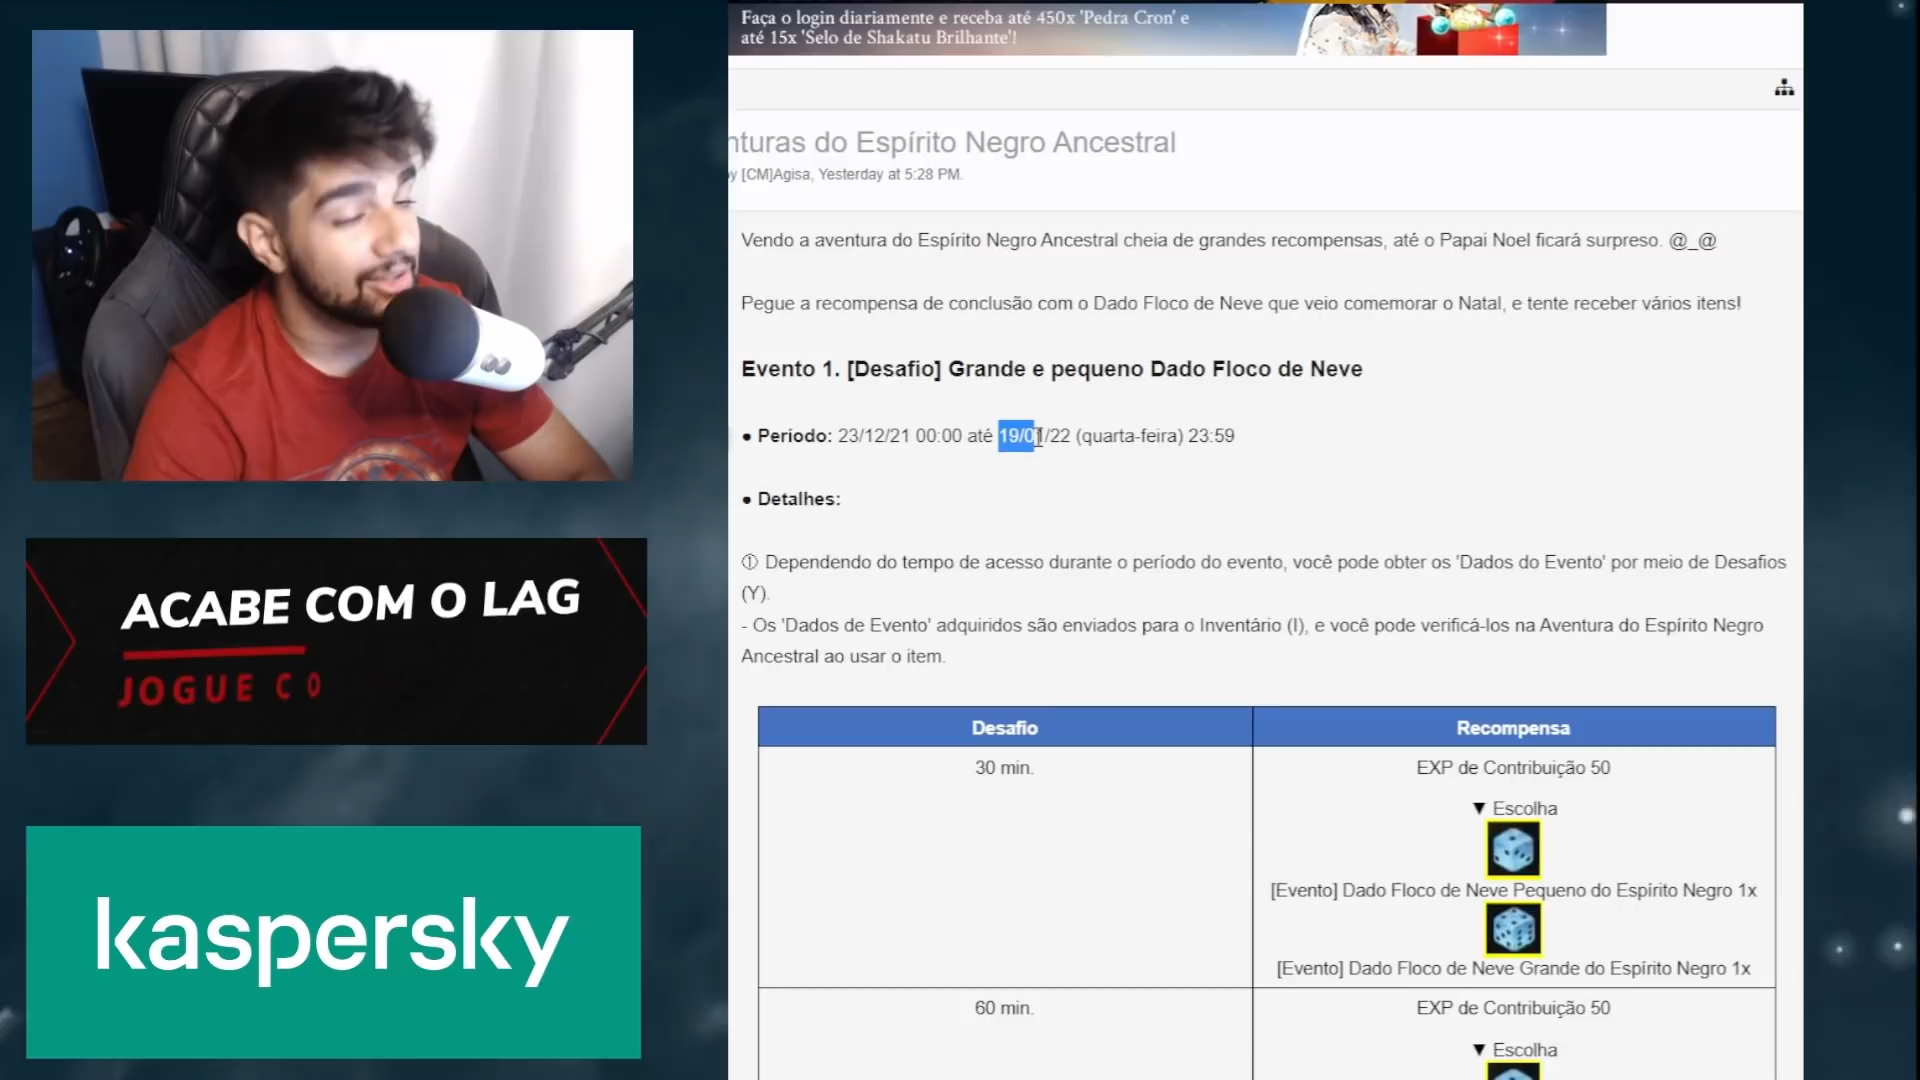 Faça o login diariamente e receba até 450x 'Pedra Cron' e
até 15x 'Selo de Shakatu Brilhante'!
nturas do Espírito Negro Ancestral
y [CM]Agisa, Yesterday at 5:28 PM.
Vendo a aventura do Espírito Negro Ancestral cheia de grandes recompensas, até o Papai Noel ficará surpreso. @_@
Pegue a recompensa de conclusão com o Dado Floco de Neve que veio comemorar o Natal, e tente receber vários itens!
Evento 1. [Desafio] Grande e pequeno Dado Floco de Neve
● Período: 23/12/21 00:00 até 19/01/22 (quarta-feira) 23:59
● Detalhes:
① Dependendo do tempo de acesso durante o período do evento, você pode obter os 'Dados do Evento' por meio de Desafios
(Y).
- Os 'Dados de Evento' adquiridos são enviados para o Inventário (I), e você pode verificá-los na Aventura do Espírito Negro
Ancestral ao usar o item.
Desafio Recompensa
30 min. EXP de Contribuição 50
▼ Escolha
[Evento] Dado Floco de Neve Pequeno do Espírito Negro 1x
[Evento] Dado Floco de Neve Grande do Espírito Negro 1x
60 min. EXP de Contribuição 50
▼ Escolha
ACABE COM O LAG
JOGUE CO
kaspersky